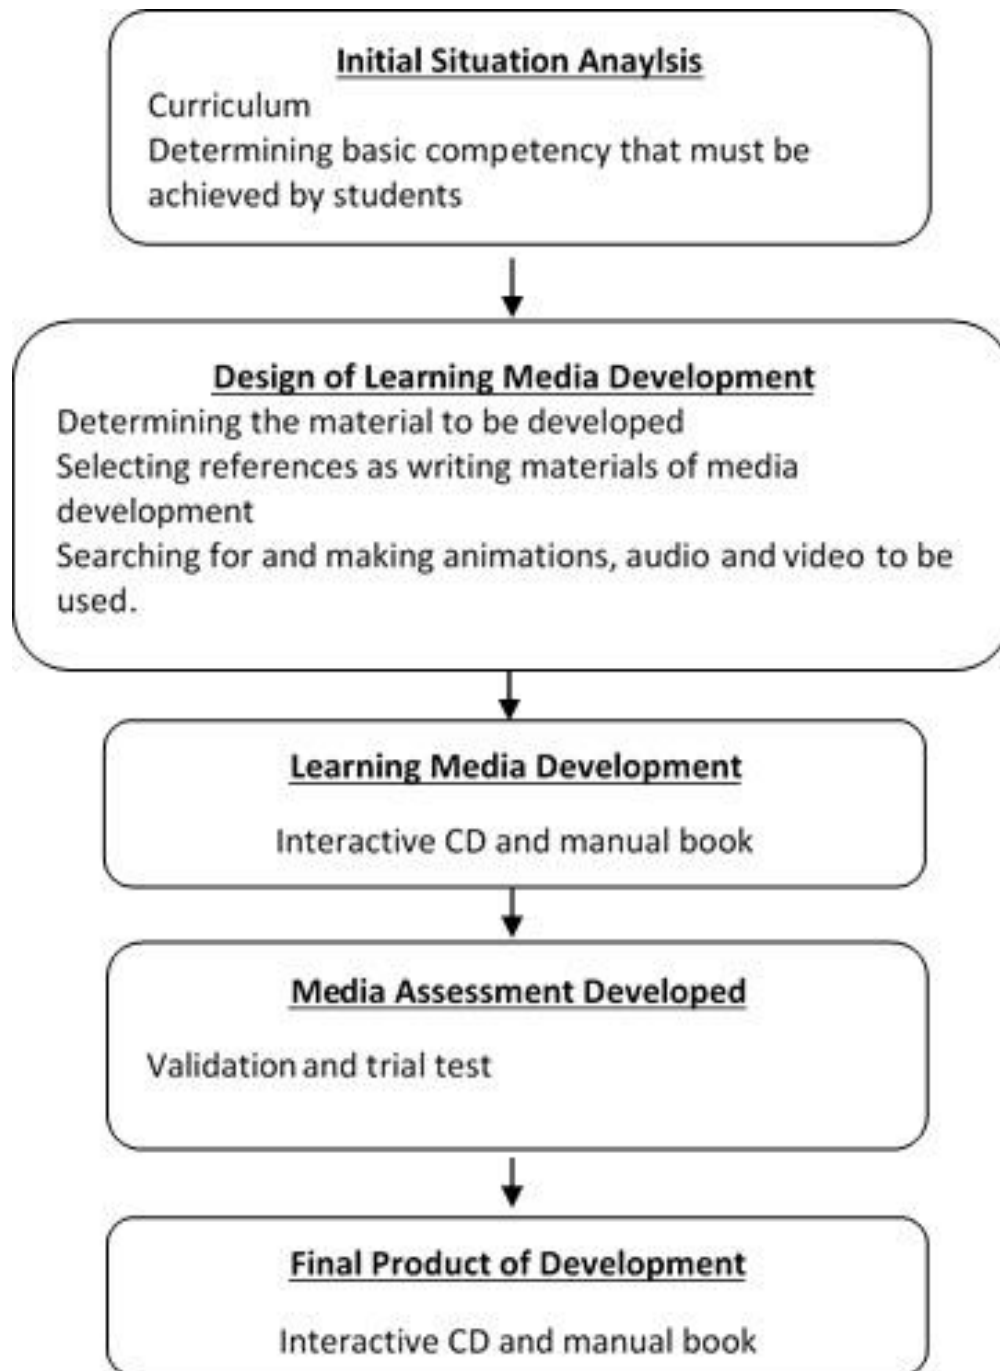 Initial Situation Anaylsis
Curriculum
Determining basic competency that must be
achieved by students
Design of Learning Media Development
Determining the material to be developed
Selecting references as writing materials of media
development
Searching for and making animations, audio and video to be
used.
Learning Media Development
Interactive CD and manual book
Media Assessment Developed
Validation and trial test
Final Product of Development
Interactive CD and manual book